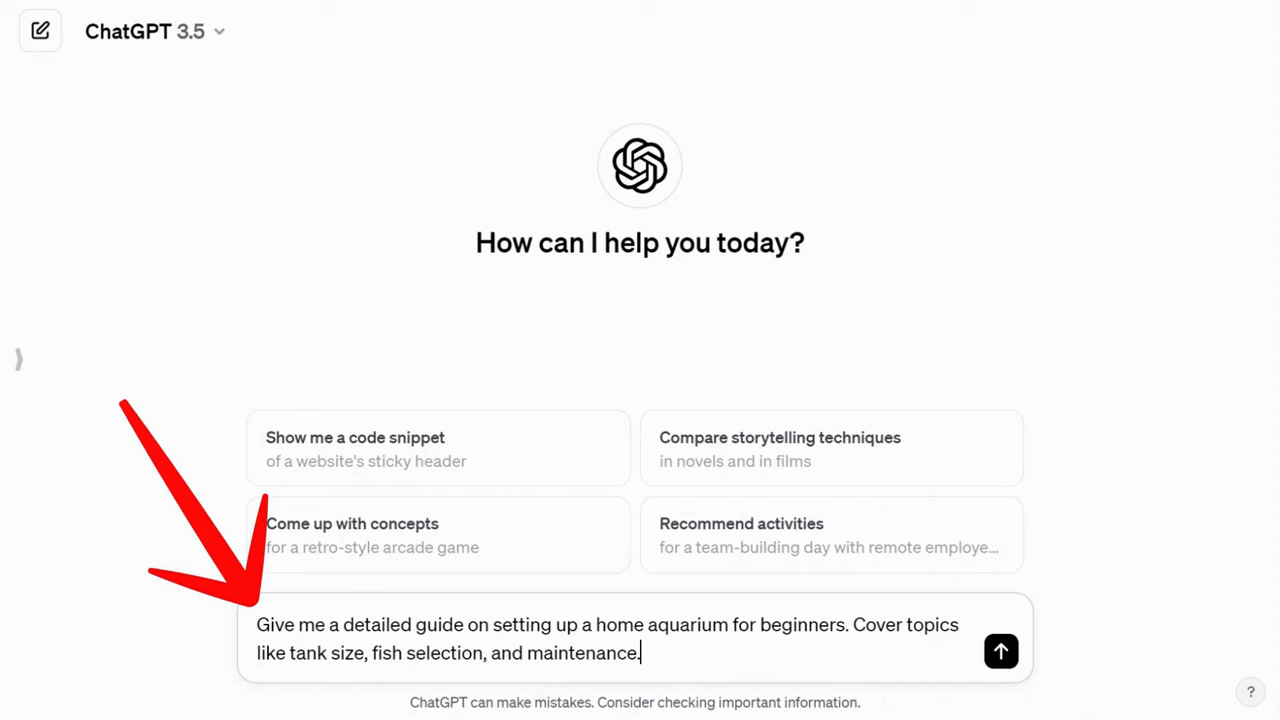 ChatGPT 3.5
How can I help you today?
Show me a code snippet
of a website's sticky header
Compare storytelling techniques
in novels and in films
Come up with concepts
for a retro-style arcade game
Recommend activities
for a team-building day with remote employe...
Give me a detailed guide on setting up a home aquarium for beginners. Cover topics
like tank size, fish selection, and maintenance.
ChatGPT can make mistakes. Consider checking important information.
?